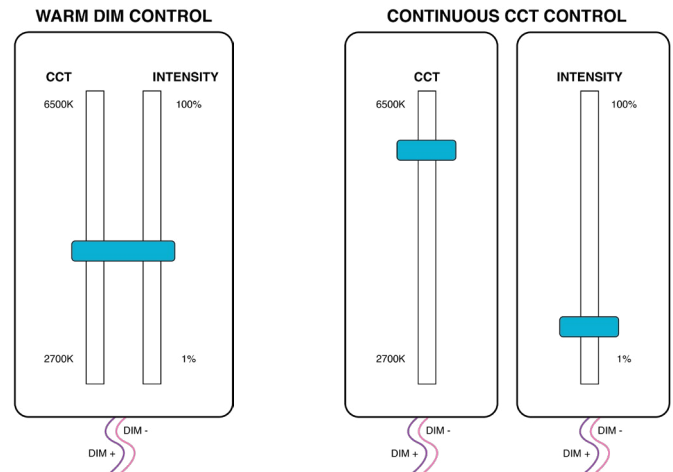 WARM DIM CONTROL
CCT
INTENSITY
6500K
100%
2700K
1%
DIM -
DIM +
CONTINUOUS CCT CONTROL
CCT
6500K
2700K
DIM -
DIM +
INTENSITY
100%
1%
DIM -
DIM +